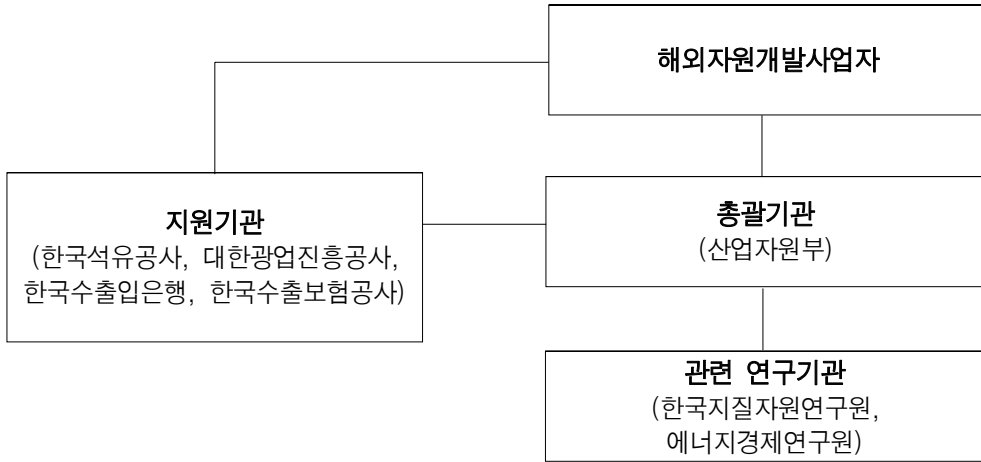 해외자원개발사업자
지원기관
(한국석유공사, 대한광업진흥공사,
한국수출입은행, 한국수출보험공사)
총괄기관
(산업자원부)
관련 연구기관
(한국지질자원연구원,
에너지경제연구원)